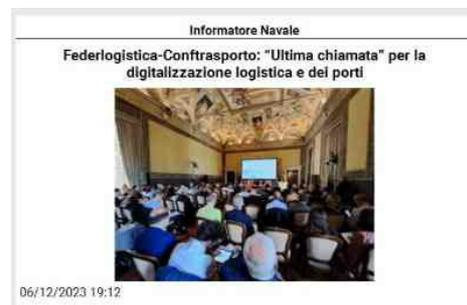 Informatore Navale
Federlogistica-Conftrasporto: "Ultima chiamata" per la
digitalizzazione logistica e dei porti
06/12/2023 19:12